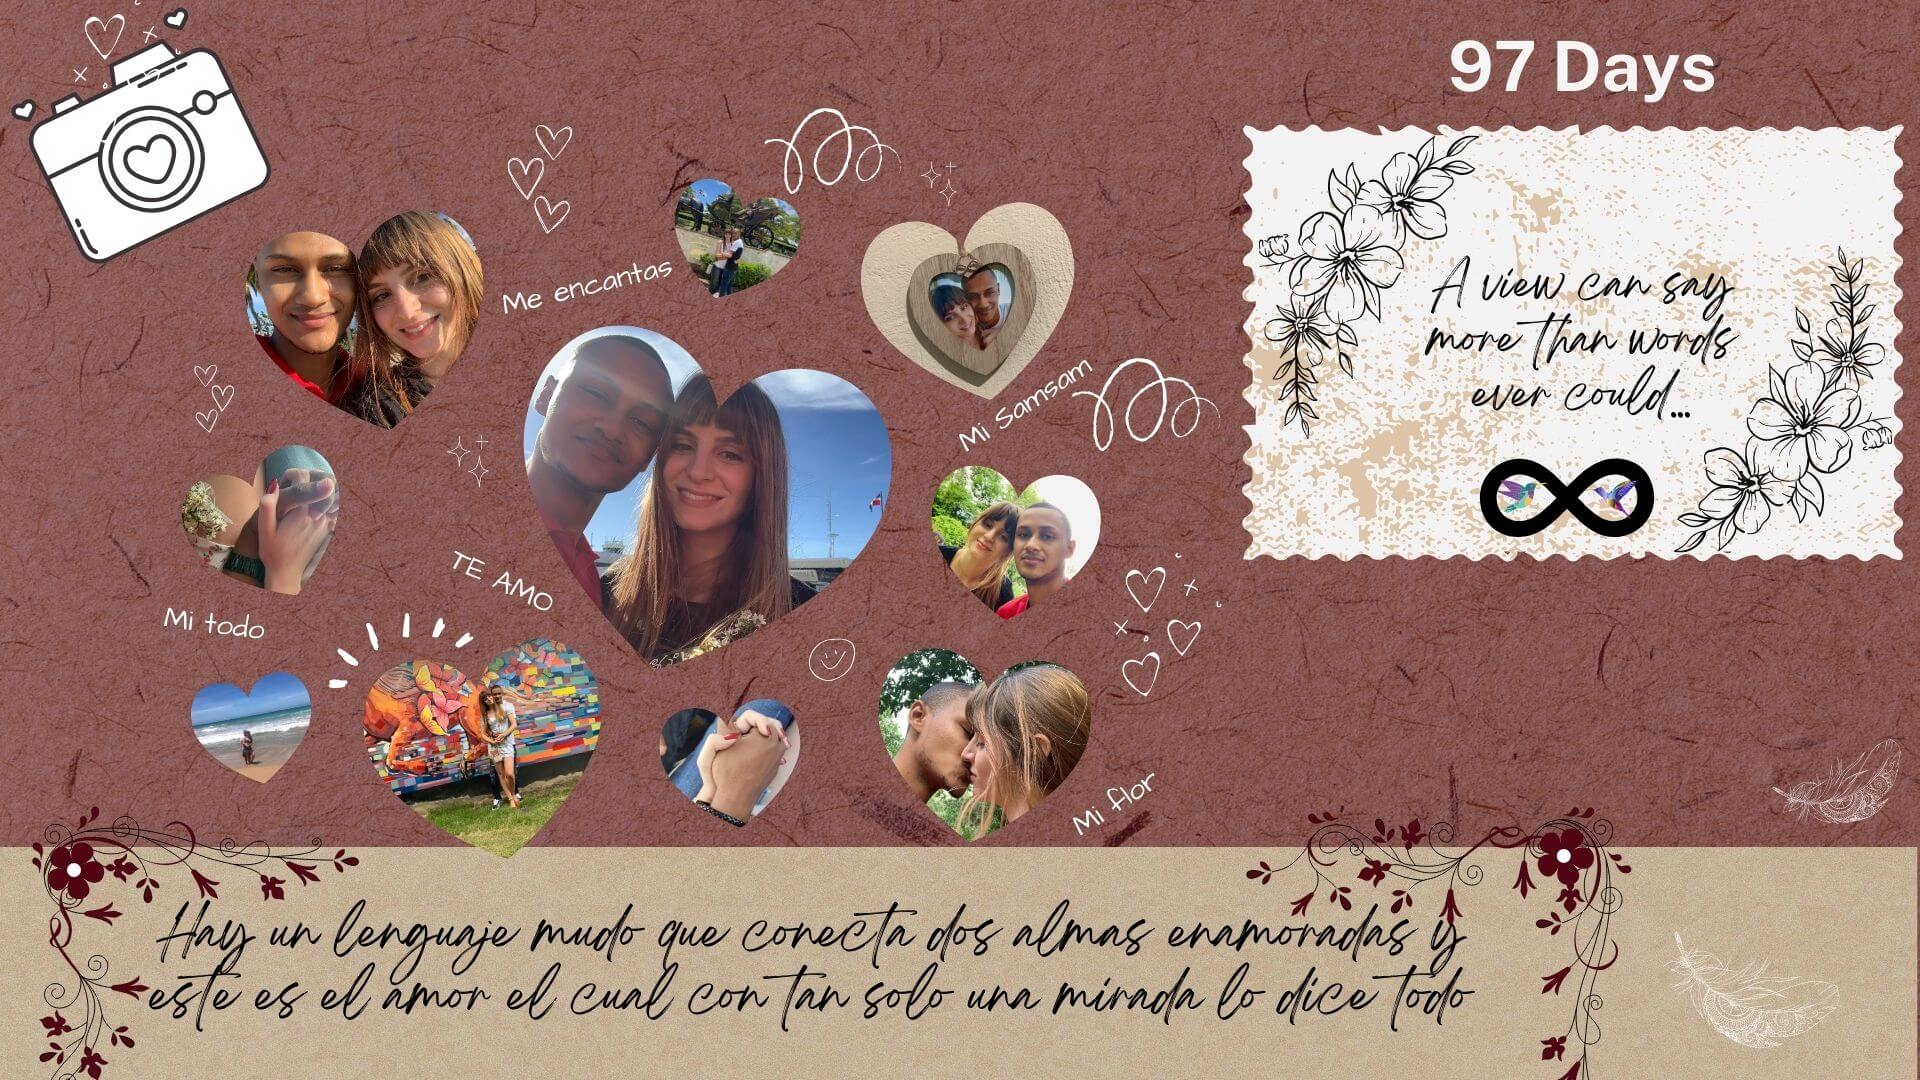 97 Days
A view can say
more than words
ever could...
Me encantas
Mi Samsam
TE AMO
Mi todo
Mi flor
Hay un lenguaje mudo que conecta dos almas enamoradas y
este es el amor el cual con tan solo una mirada lo dice todo